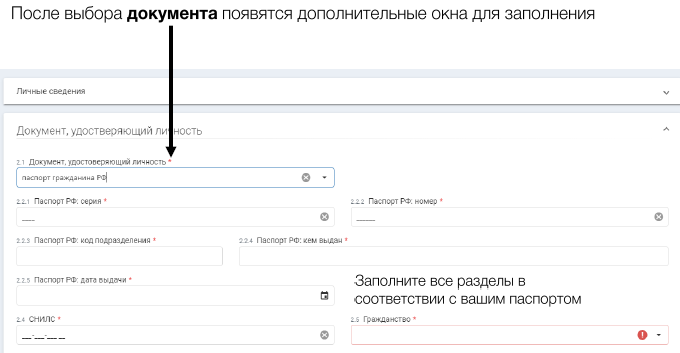 После выбора документа появятся дополнительные окна для заполнения
Личные сведения
Документ, удостверяющий личность
2.1 Документ, удостоверяющий личность *
паспорт гражданина РФ
2.2.1 Паспорт РФ: серия *
2.2.2 Паспорт РФ: номер *
____
______
2.2.3 Паспорт РФ: код подразделения *
2.2.4 Паспорт РФ: кем выдан *
2.2.5 Паспорт РФ: дата выдачи *
Заполните все разделы в
соответствии с вашим паспортом
2.4 СНИЛС *
2.5 Гражданство *
___-___-___ __